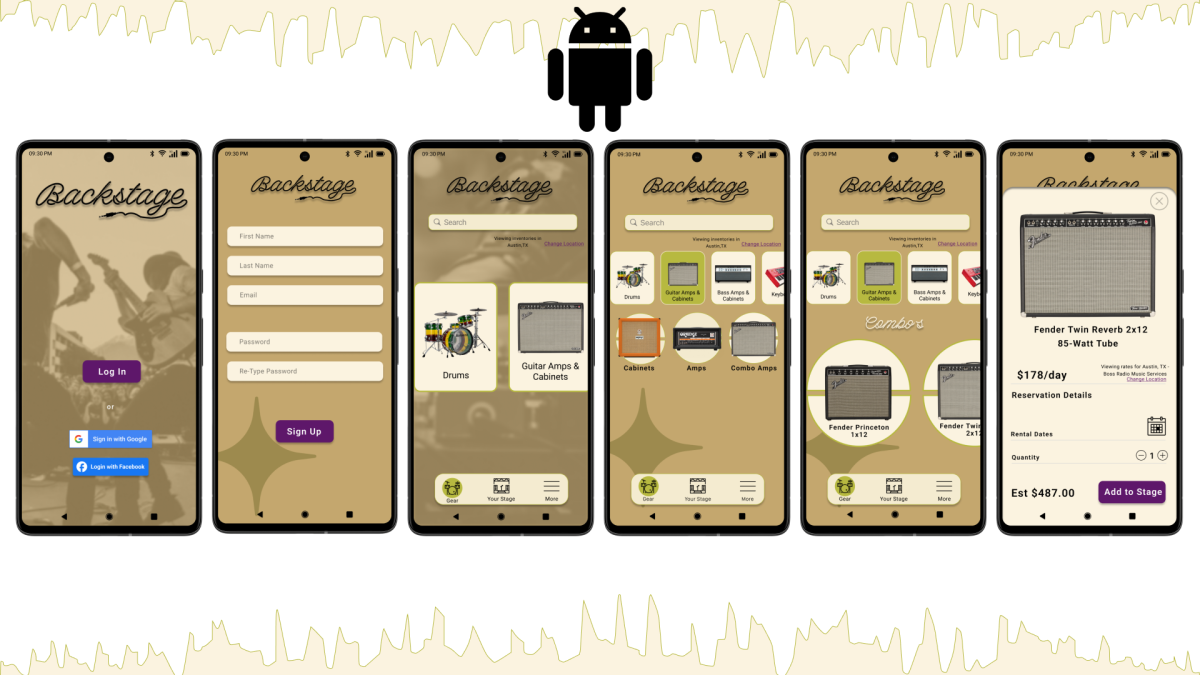 09:30 PM
Backstage
Log In
or
Sign in with Google
Login with Facebook
09:30 PM
Backstage
First Name
Last Name
Email
Password
Re-Type Password
Sign Up
09:30 PM
Backstage
Search
Viewing inventories in
Austin,TX
Change Location
Drums
Guitar Amps &
Cabinets
Gear
Your Stage
More
09:30 PM
Backstage
Search
Viewing inventories in
Austin,TX
Change Location
Drums
Guitar Amps &
Cabinets
Bass Amps &
Cabinets
Keyb
Cabinets
Amps
Combo Amps
Gear
Your Stage
More
09:30 PM
Backstage
Search
Viewing inventories in
Austin,TX
Change Location
Drums
Guitar Amps &
Cabinets
Bass Amps &
Cabinets
Keyb
Combo's
Fender Princeton
1x12
Fender Twin
2x12
Gear
Your Stage
More
09:30 PM
Backstage
Fender Twin Reverb 2x12
85-Watt Tube
$178/day
Viewing rates for Austin, TX -
Boss Radio Music Services
Change Location
Reservation Details
Rental Dates
Quantity
1
Est $487.00
Add to Stage